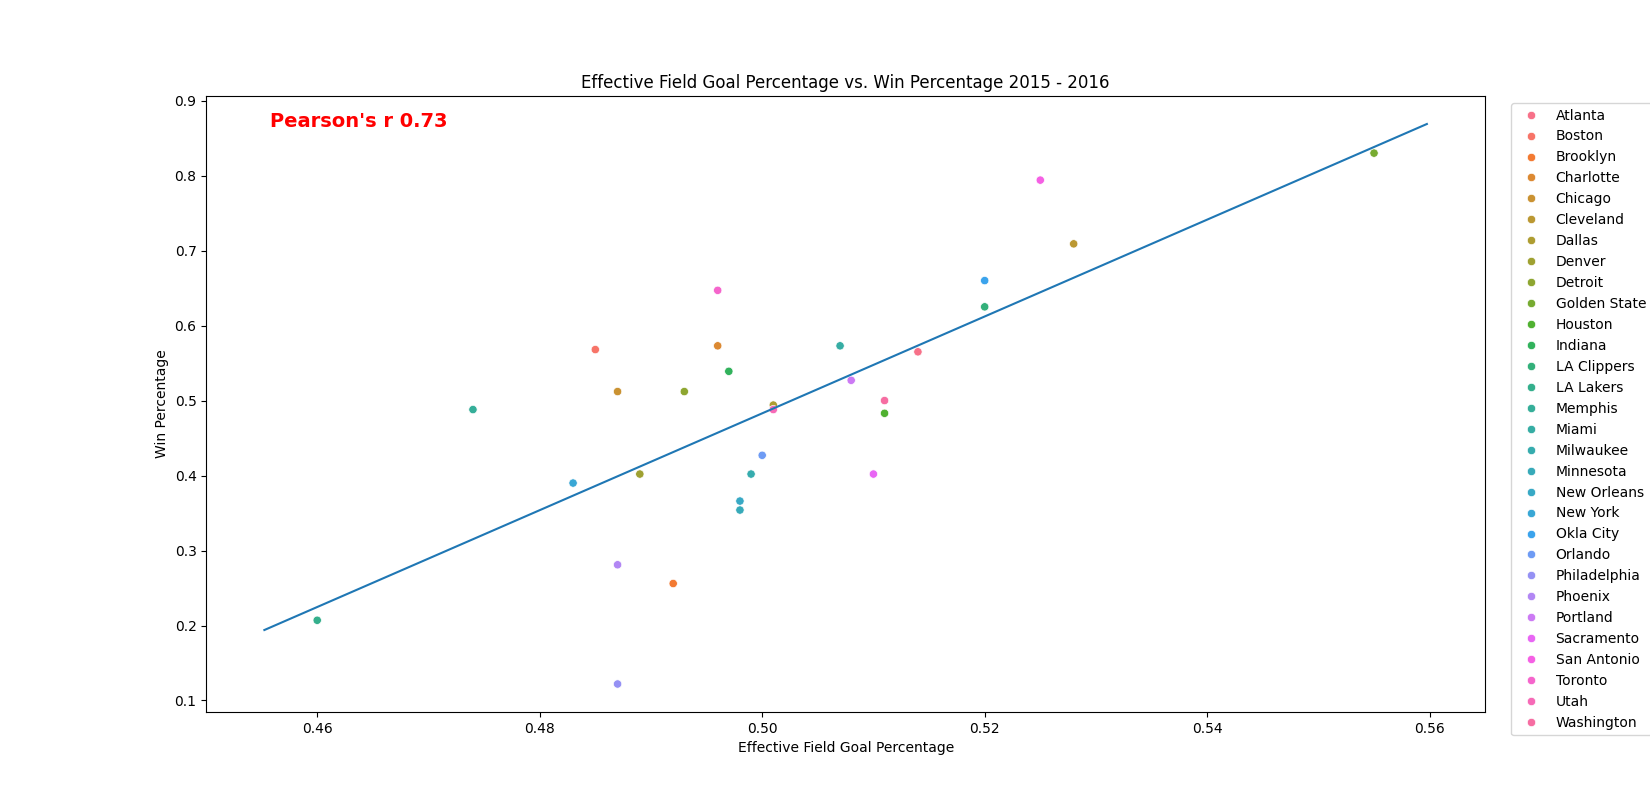 Effective Field Goal Percentage vs. Win Percentage 2015 - 2016
Pearson's r 0.73
0.9
0.8
0.7
0.6
0.5
0.4
0.3
0.2
0.1
Win Percentage
0.46 0.48 0.50 0.52 0.54 0.56
Effective Field Goal Percentage
Atlanta
Boston
Brooklyn
Charlotte
Chicago
Cleveland
Dallas
Denver
Detroit
Golden State
Houston
Indiana
LA Clippers
LA Lakers
Memphis
Miami
Milwaukee
Minnesota
New Orleans
New York
Okla City
Orlando
Philadelphia
Phoenix
Portland
Sacramento
San Antonio
Toronto
Utah
Washington